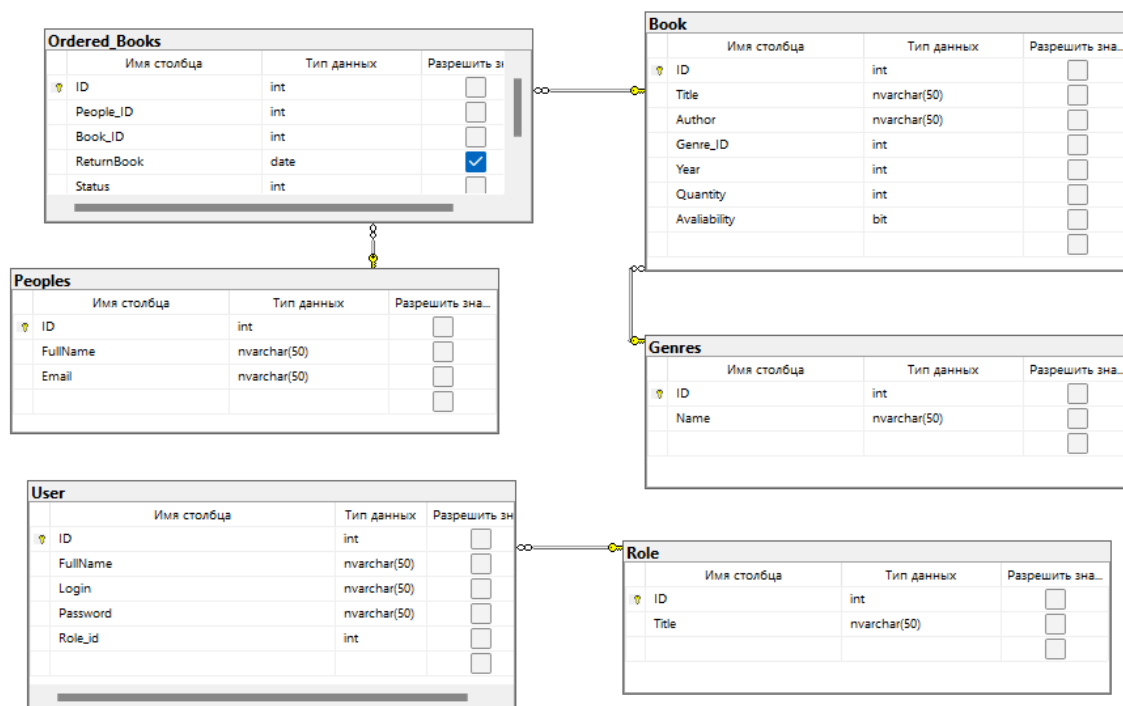 Ordered_Books
Имя столбца Тип данных Разрешить зн
ID int
People_ID int
Book_ID int
ReturnBook date
Status int
Book
Имя столбца Тип данных Разрешить зна...
ID int
Title nvarchar(50)
Author nvarchar(50)
Genre_ID int
Year int
Quantity int
Avaliability bit
Peoples
Имя столбца Тип данных Разрешить зна...
ID int
FullName nvarchar(50)
Email nvarchar(50)
Genres
Имя столбца Тип данных Разрешить зна...
ID int
Name nvarchar(50)
User
Имя столбца Тип данных Разрешить зн
ID int
FullName nvarchar(50)
Login nvarchar(50)
Password nvarchar(50)
Role_id int
Role
Имя столбца Тип данных Разрешить зна...
ID int
Title nvarchar(50)